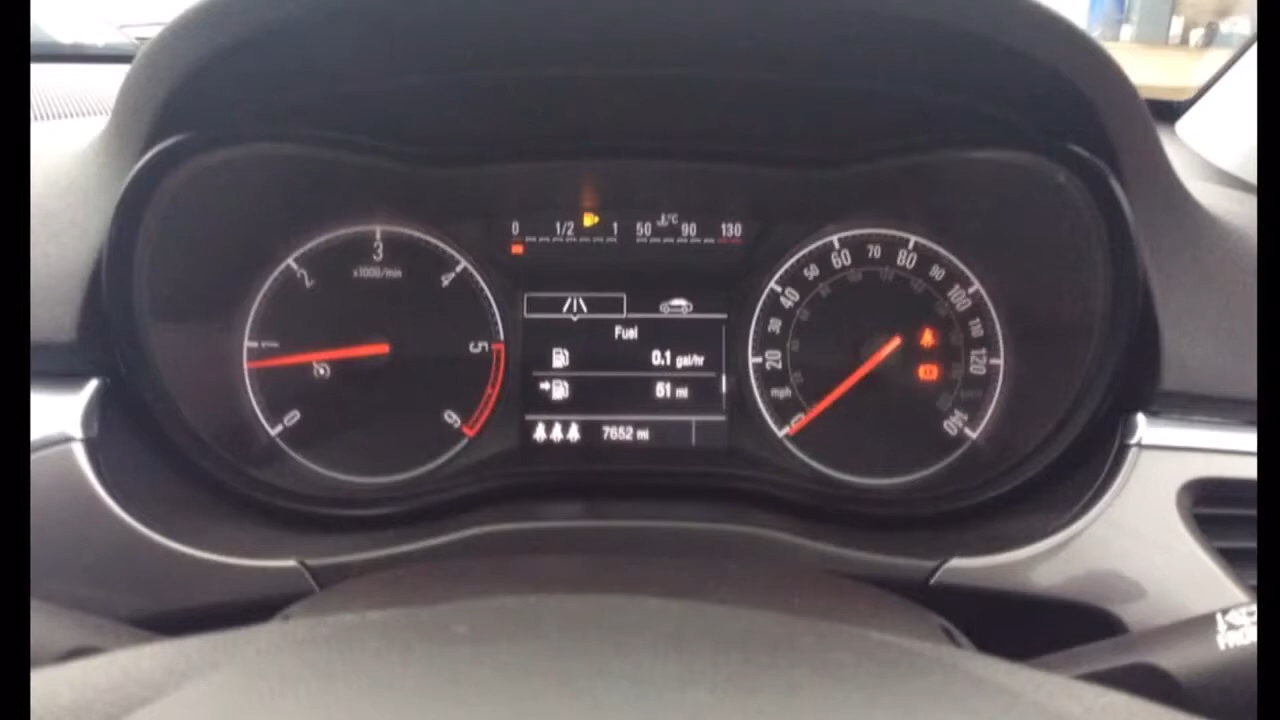 0 1/2 1 50 °C 90 130
0 1 2 3 4 5 6
x1000/min
Fuel
0.1 gal/hr
51 mi
7652 mi
0 20 30 40 50 60 70 80 90 100 110 120 140
mph